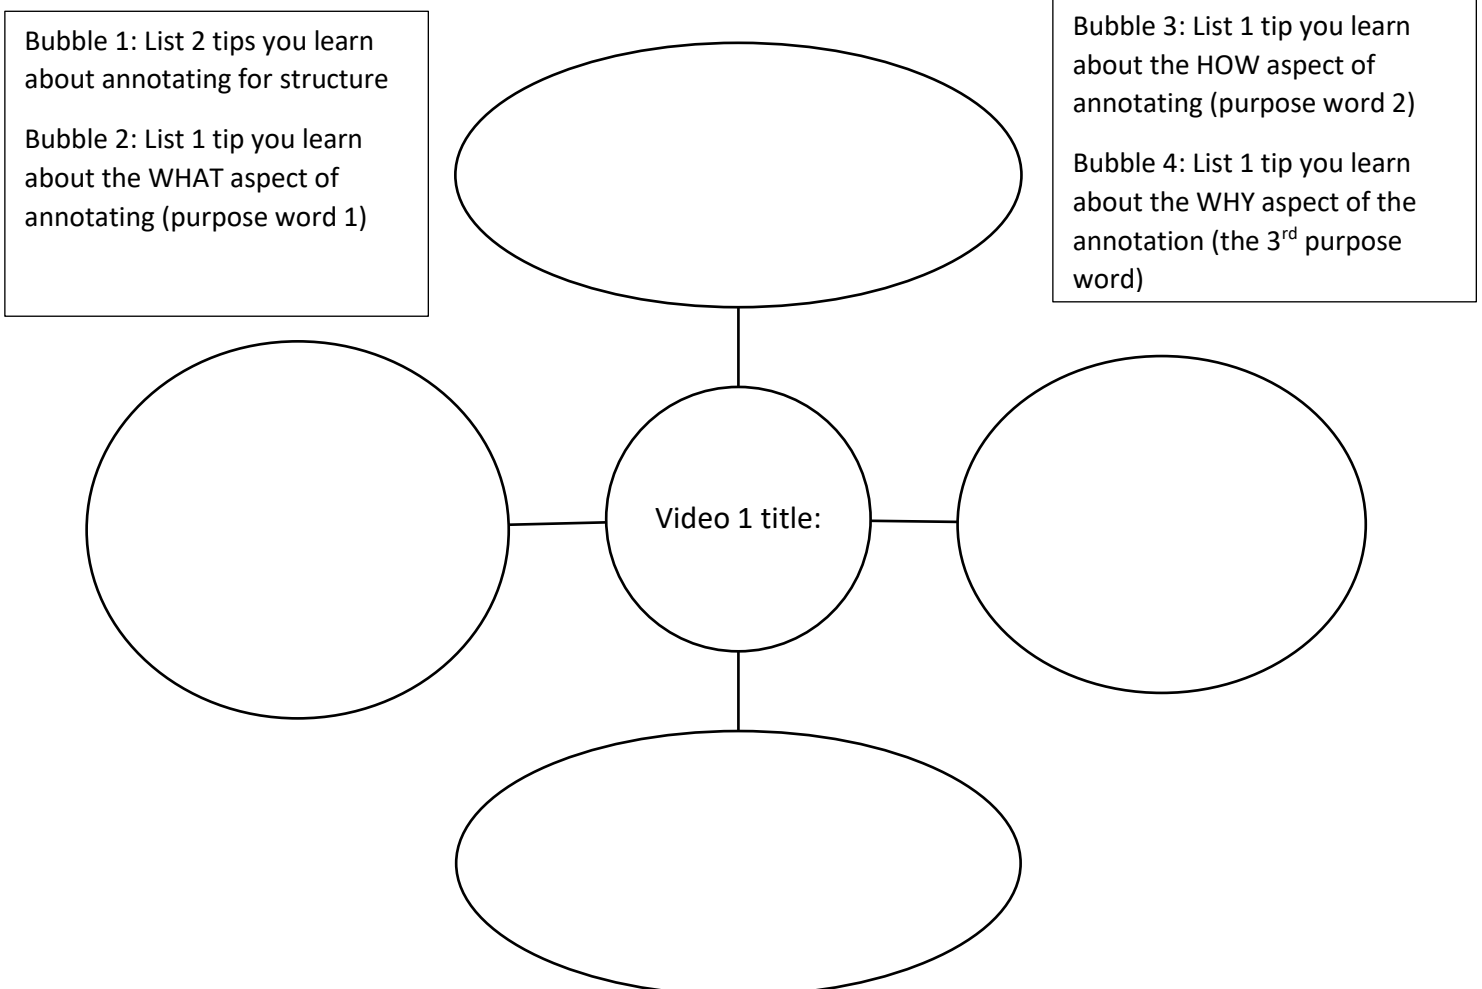 Bubble 1: List 2 tips you learn
about annotating for structure
Bubble 2: List 1 tip you learn
about the WHAT aspect of
annotating (purpose word 1)
Bubble 3: List 1 tip you learn
about the HOW aspect of
annotating (purpose word 2)
Bubble 4: List 1 tip you learn
about the WHY aspect of the
annotation (the 3rd purpose
word)
Video 1 title: